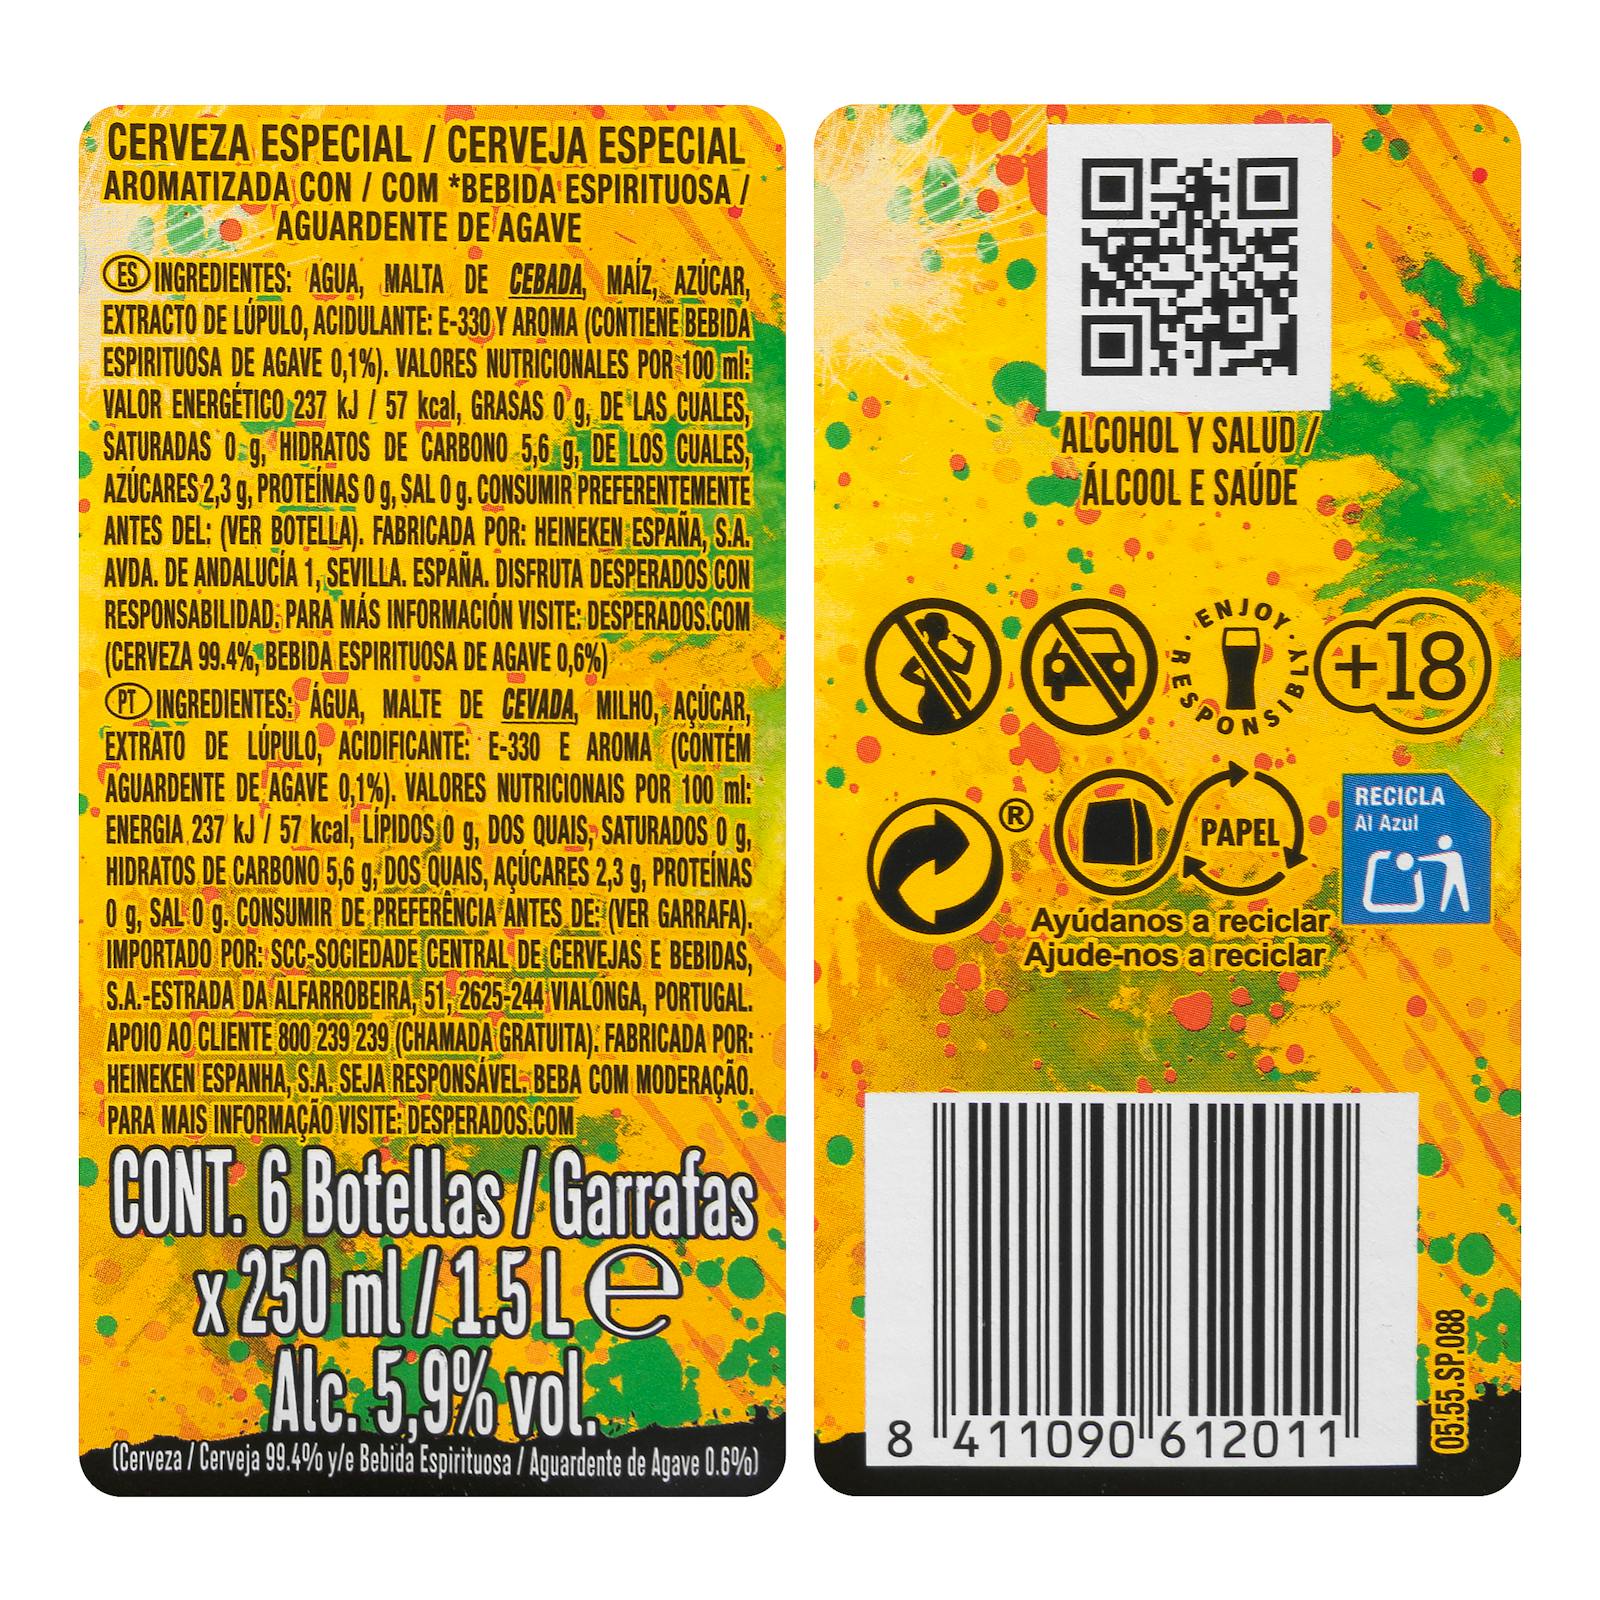 CERVEZA ESPECIAL / CERVEJA ESPECIAL
AROMATIZADA CON / COM *BEBIDA ESPIRITUOSA /
AGUARDENTE DE AGAVE
ES INGREDIENTES: AGUA, MALTA DE CEBADA, MAÍZ, AZÚCAR,
EXTRACTO DE LÚPULO, ACIDULANTE: E-330 Y AROMA (CONTIENE BEBIDA
ESPIRITUOSA DE AGAVE 0,1%). VALORES NUTRICIONALES POR 100 ml:
VALOR ENERGÉTICO 237 kJ / 57 kcal, GRASAS 0 g, DE LAS CUALES,
SATURADAS 0 g, HIDRATOS DE CARBONO 5,6 g, DE LOS CUALES,
AZÚCARES 2,3 g, PROTEÍNAS 0 g, SAL 0 g. CONSUMIR PREFERENTEMENTE
ANTES DEL: (VER BOTELLA). FABRICADA POR: HEINEKEN ESPAÑA, S.A.
AVDA. DE ANDALUCÍA 1, SEVILLA. ESPAÑA. DISFRUTA DESPERADOS CON
RESPONSABILIDAD. PARA MÁS INFORMACIÓN VISITE: DESPERADOS.COM
(CERVEZA 99.4%, BEBIDA ESPIRITUOSA DE AGAVE 0,6%)
PT INGREDIENTES: ÁGUA, MALTE DE CEVADA, MILHO, AÇÚCAR,
EXTRATO DE LÚPULO, ACIDIFICANTE: E-330 E AROMA (CONTÉM
AGUARDENTE DE AGAVE 0,1%). VALORES NUTRICIONAIS POR 100 ml:
ENERGIA 237 kJ / 57 kcal, LÍPIDOS 0 g, DOS QUAIS, SATURADOS 0 g,
HIDRATOS DE CARBONO 5,6 g, DOS QUAIS, AÇÚCARES 2,3 g, PROTEÍNAS
0 g, SAL 0 g. CONSUMIR DE PREFERÊNCIA ANTES DE: (VER GARRAFA).
IMPORTADO POR: SCC-SOCIEDADE CENTRAL DE CERVEJAS E BEBIDAS,
S.A.-ESTRADA DA ALFARROBEIRA, 51, 2625-244 VIALONGA, PORTUGAL.
APOIO AO CLIENTE 800 239 239 (CHAMADA GRATUITA). FABRICADA POR:
HEINEKEN ESPANHA, S.A. SEJA RESPONSÁVEL. BEBA COM MODERAÇÃO.
PARA MAIS INFORMAÇÃO VISITE: DESPERADOS.COM
CONT. 6 Botellas / Garrafas
x 250 ml / 1.5 L e
Alc. 5,9% vol.
(Cerveza / Cerveja 99.4% y/e Bebida Espirituosa / Aguardente de Agave 0.6%)
ALCOHOL Y SALUD /
ÁLCOOL E SAÚDE
ENJOY RESPONSIBLY
+18
®
PAPEL
RECICLA
Al Azul
Ayúdanos a reciclar
Ajude-nos a reciclar
05.55.SP.088
8 411090 612011